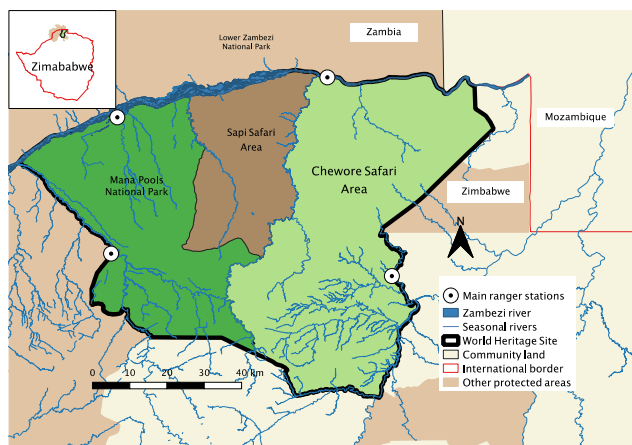 Zimbabwe
Lower Zambezi
National Park
Zambia
Mozambique
Sapi Safari
Area
Mana Pools
National Park
Chewore Safari
Area
Zimbabwe
N
Main ranger stations
Zambezi river
Seasonal rivers
World Heritage Site
Community land
International border
Other protected areas
0 10 20 30 40 km